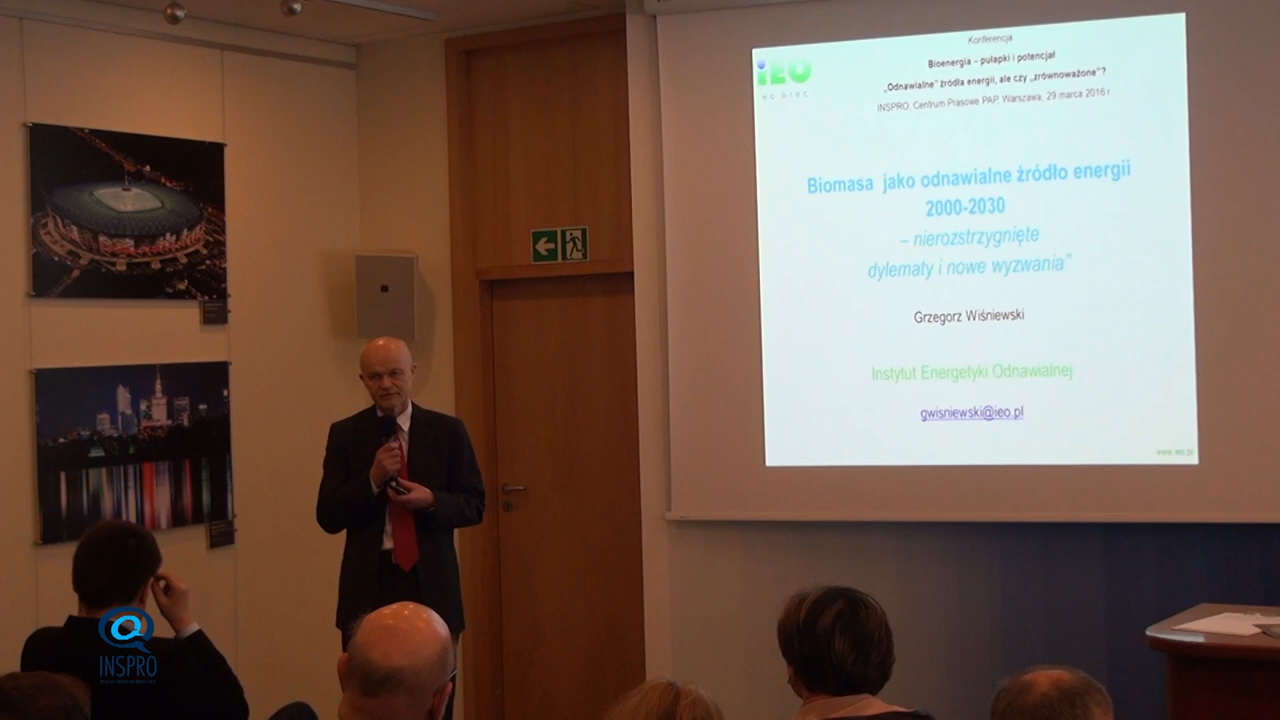 Konferencja
Bioenergia – pułapki i potencjał
„Odnawialne” źródła energii, ale czy „zrównoważone”?
INSPRO, Centrum Prasowe PAP, Warszawa, 29 marca 2016 r
iEO
Biomasa jako odnawialne źródło energii
2000-2030
– nierozstrzygnięte
dylematy i nowe wyzwania”
Grzegorz Wiśniewski
Instytut Energetyki Odnawialnej
gwisniewski@ieo.pl
www.ieo.pl
INSPRO